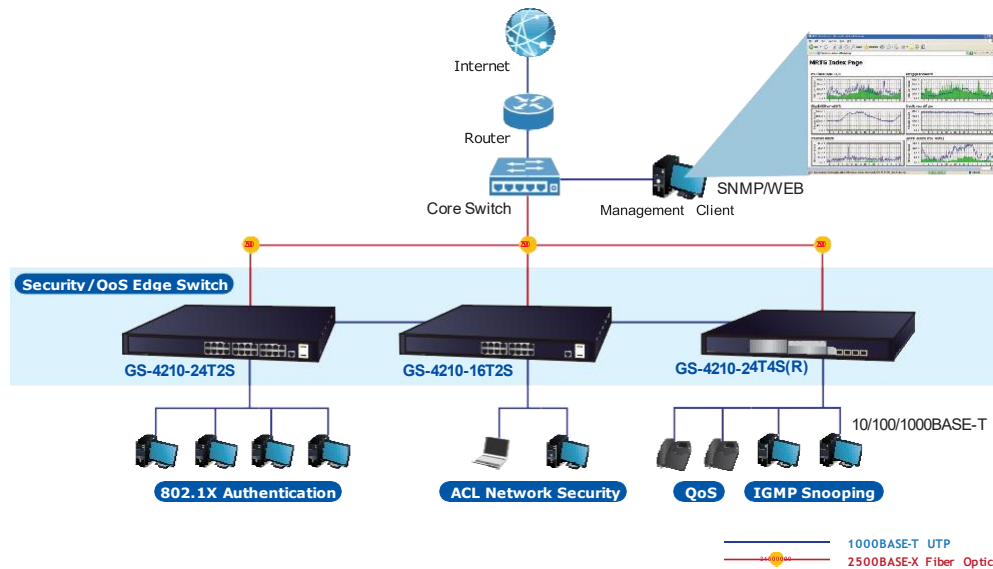 Internet
MRTG Index Page
Router
SNMP/WEB
Core Switch
Management Client
Security/QoS Edge Switch
GS-4210-24T2S
GS-4210-16T2S
GS-4210-24T4S(R)
10/100/1000BASE-T
802.1X Authentication
ACL Network Security
QoS
IGMP Snooping
1000BASE-T UTP
2500BASE-X Fiber Optic